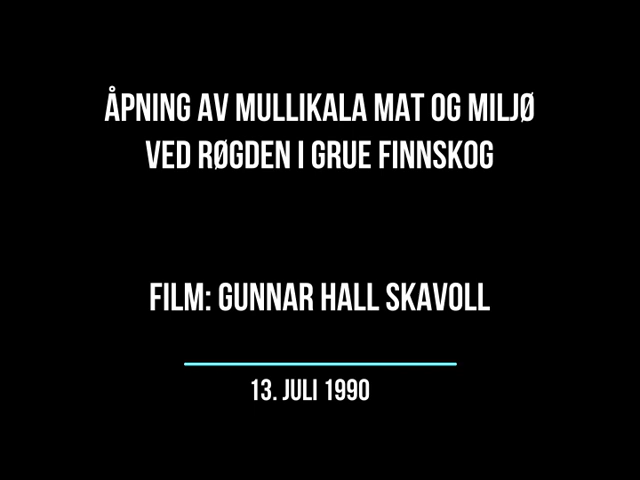 ÅPNING AV MULLIKALA MAT OG MILJØ
VED RØGDEN I GRUE FINNSKOG
FILM: GUNNAR HALL SKAVOLL
13. JULI 1990